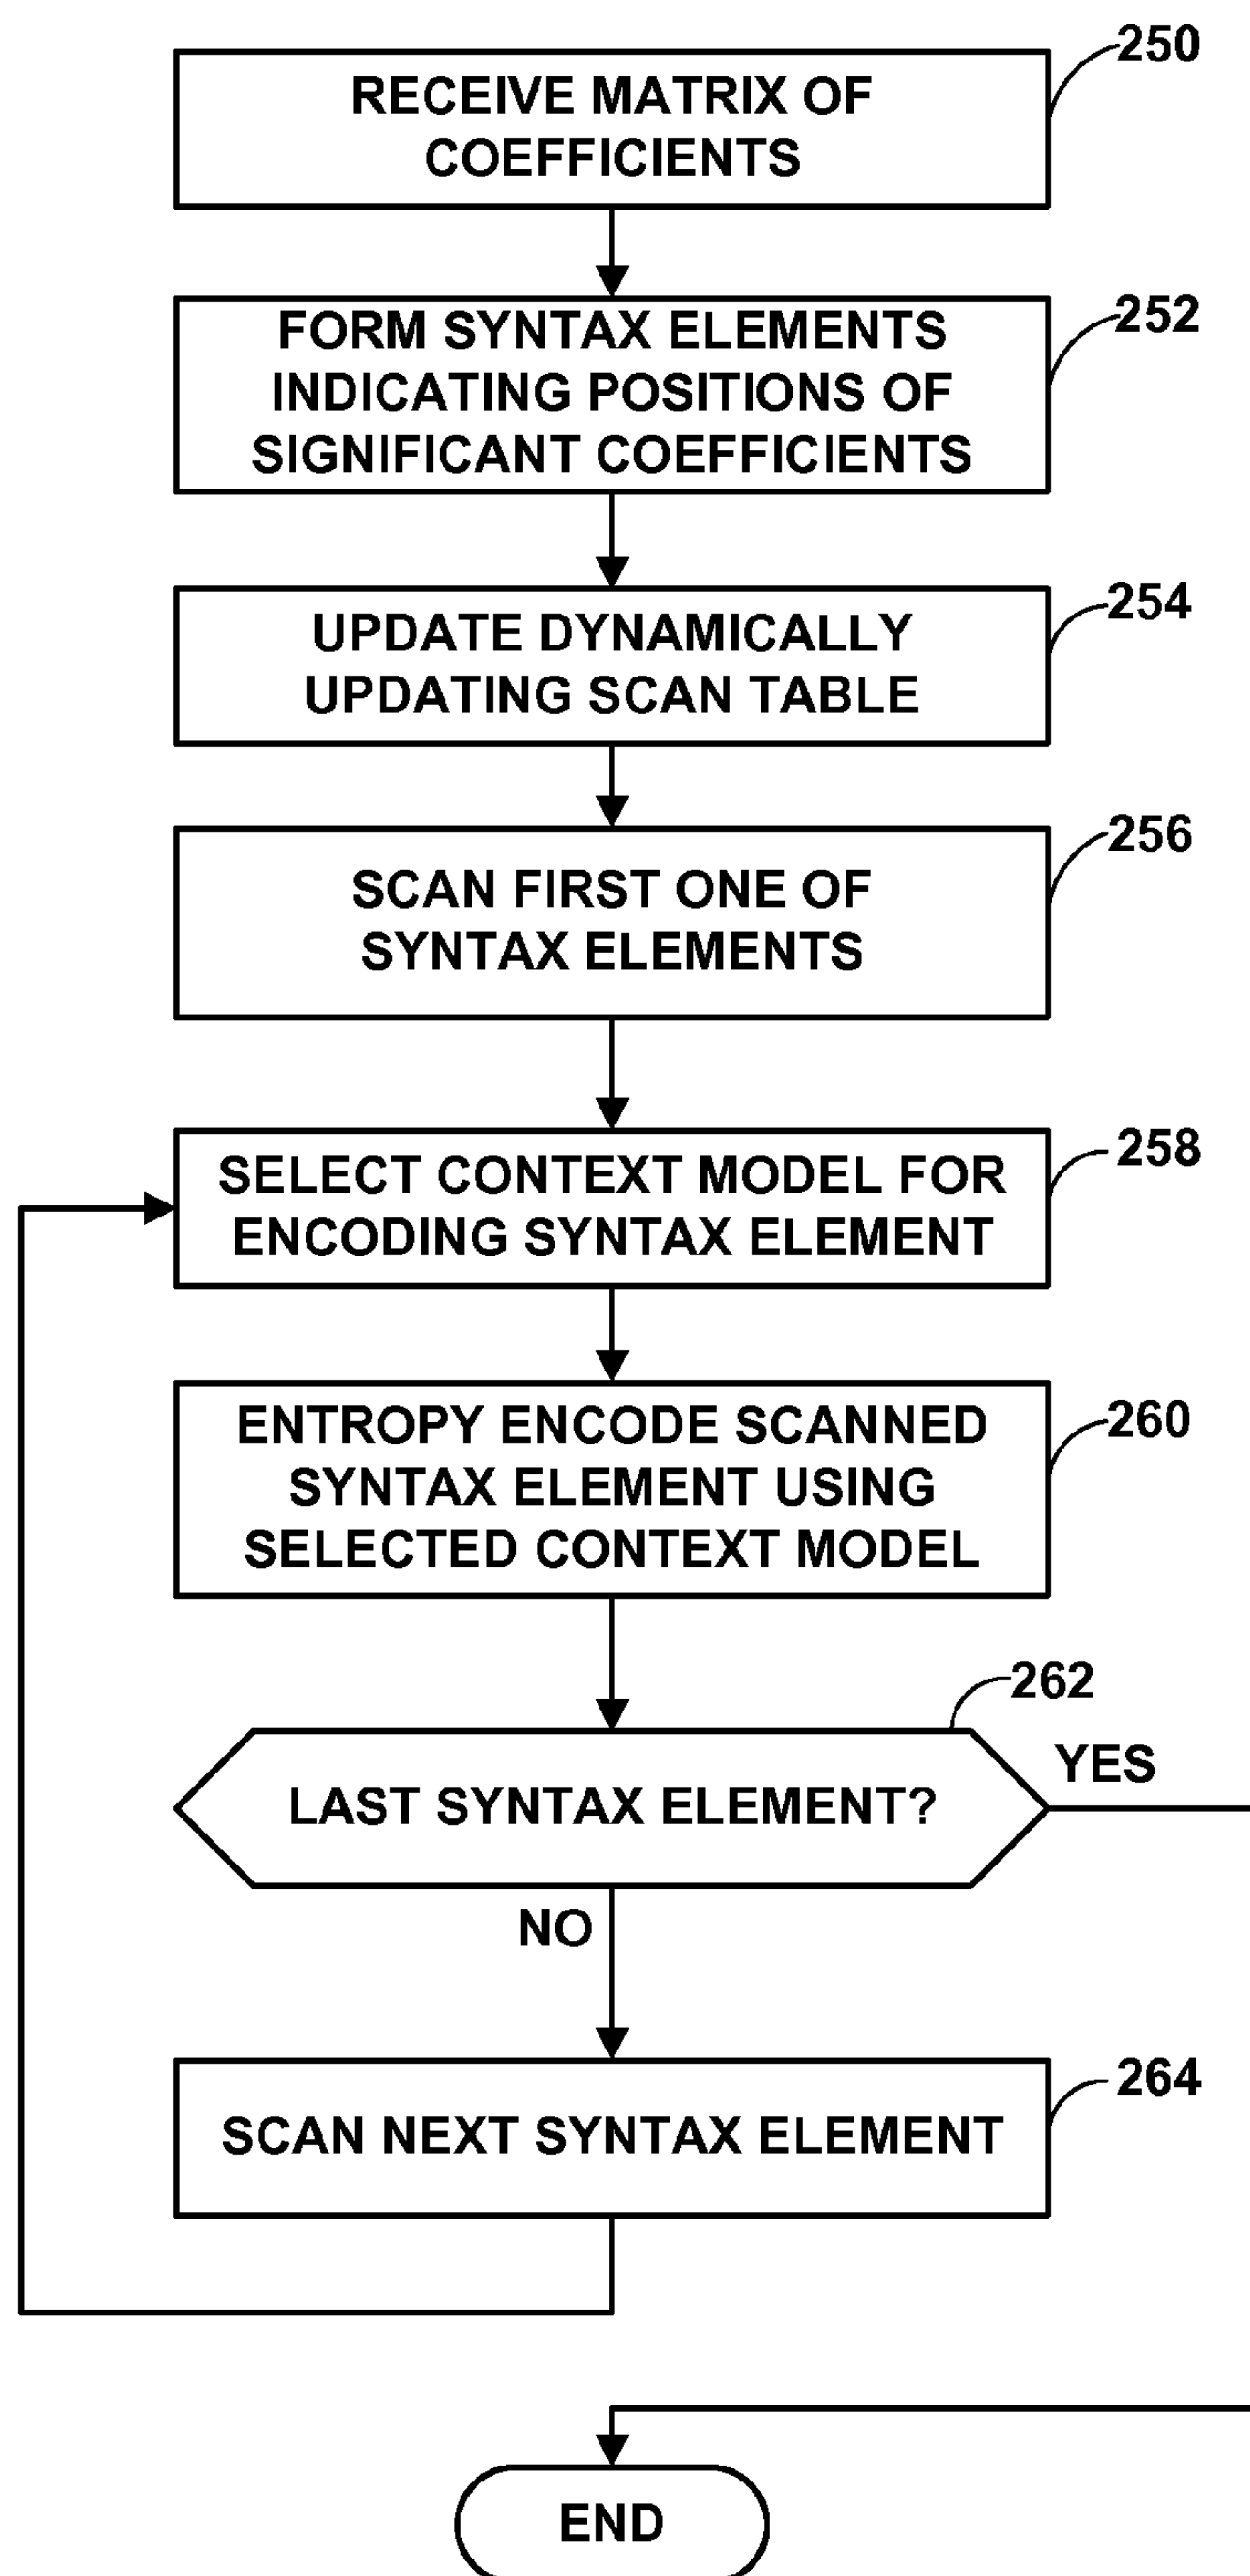 250
RECEIVE MATRIX OF
COEFFICIENTS
252
FORM SYNTAX ELEMENTS
INDICATING POSITIONS OF
SIGNIFICANT COEFFICIENTS
254
UPDATE DYNAMICALLY
UPDATING SCAN TABLE
256
SCAN FIRST ONE OF
SYNTAX ELEMENTS
258
SELECT CONTEXT MODEL FOR
ENCODING SYNTAX ELEMENT
260
ENTROPY ENCODE SCANNED
SYNTAX ELEMENT USING
SELECTED CONTEXT MODEL
262
YES
LAST SYNTAX ELEMENT?
NO
264
SCAN NEXT SYNTAX ELEMENT
END